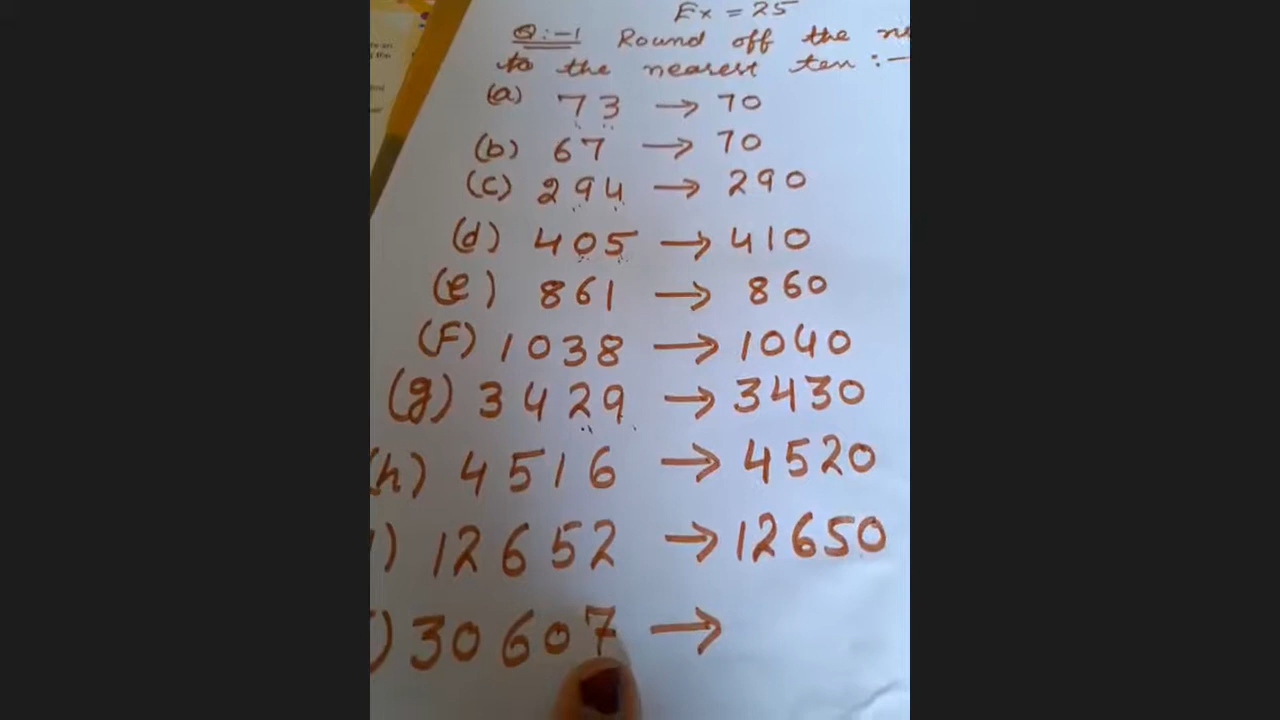 Ex = 25
Q:-1 Round off the
to the nearest ten :-
(a) 73 → 70
(b) 67 → 70
(c) 294 → 290
(d) 405 → 410
(e) 861 → 860
(F) 1038 → 1040
(g) 3429 → 3430
(h) 4516 → 4520
) 12652 → 12650
) 30607 →